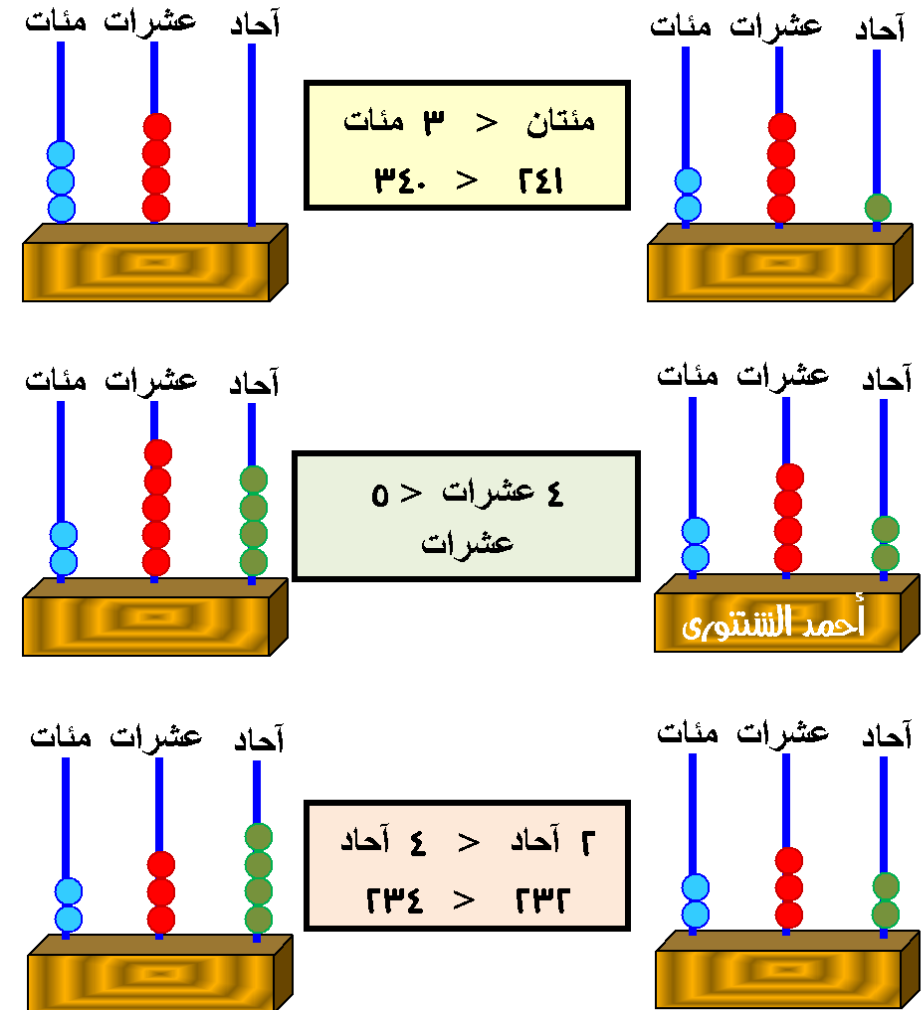 آحاد عشرات مئات
آحاد عشرات مئات
مئتان < ٣ مئات
٢٤١ < ٣٤٠
آحاد عشرات مئات
آحاد عشرات مئات
٤ عشرات < ٥
عشرات
أحمد الشنتوري
آحاد عشرات مئات
آحاد عشرات مئات
٢ آحاد < ٤ آحاد
٢٣٢ < ٢٣٤